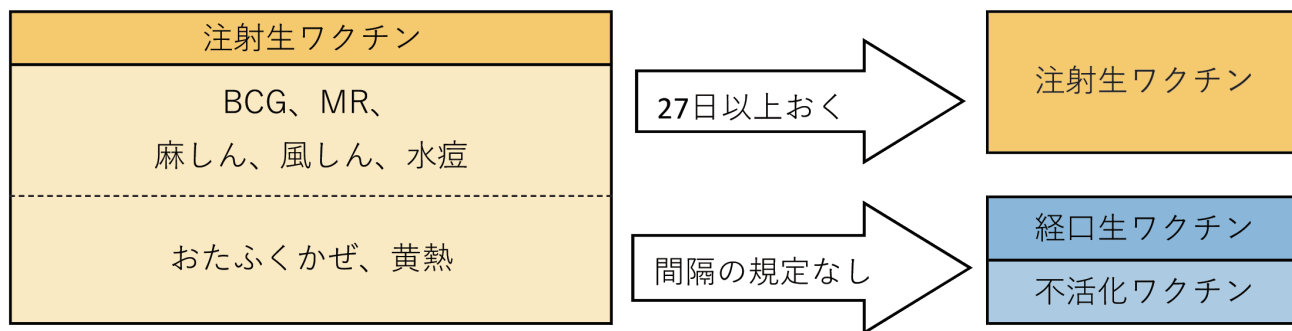 注射生ワクチン
BCG、MR、
麻しん、風しん、水痘
おたふくかぜ、黄熱
27日以上おく
注射生ワクチン
間隔の規定なし
経口生ワクチン
不活化ワクチン